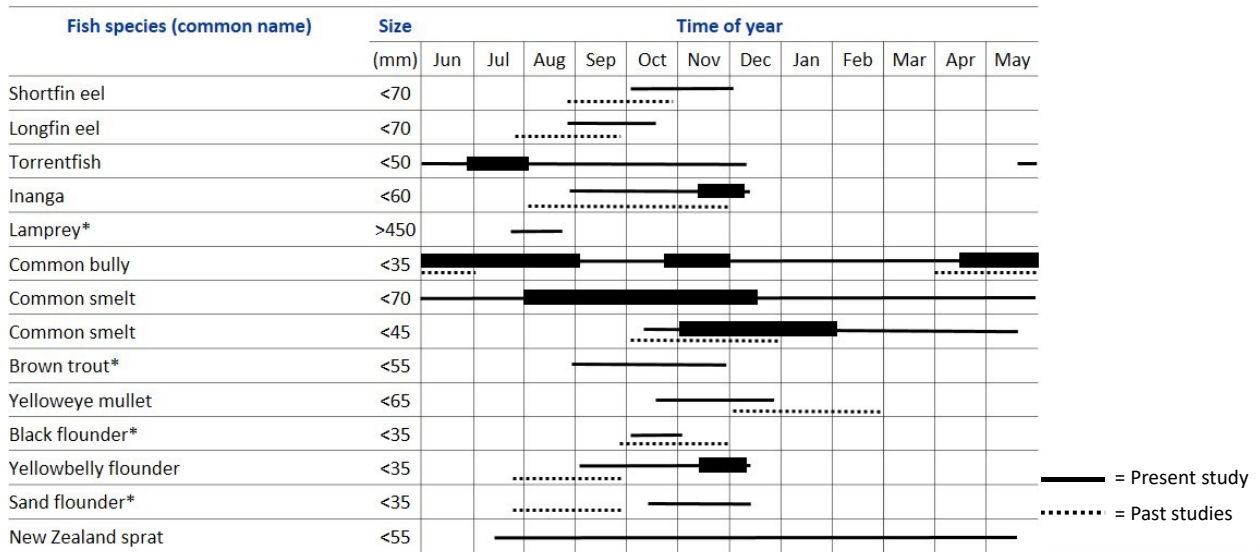 Fish species (common name) Size Time of year
(mm) Jun Jul Aug Sep Oct Nov Dec Jan Feb Mar Apr May
Shortfin eel <70
Longfin eel <70
Torrentfish <50
Inanga <60
Lamprey* >450
Common bully <35
Common smelt <70
Common smelt <45
Brown trout* <55
Yelloweye mullet <65
Black flounder* <35
Yellowbelly flounder <35
Sand flounder* <35
New Zealand sprat <55
= Present study
= Past studies